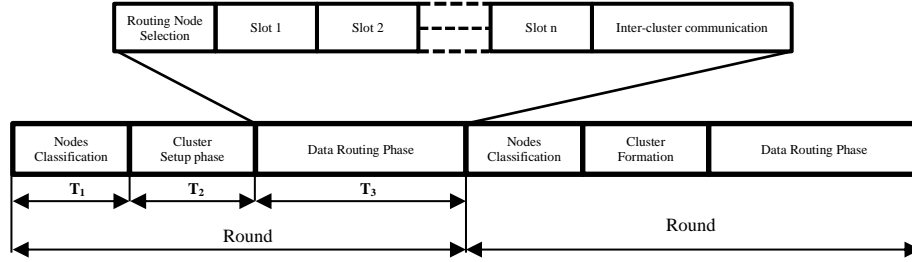 Routing Node
Selection
Slot 1
Slot 2
Slot n
Inter-cluster communication
Nodes
Classification
Cluster
Setup phase
Data Routing Phase
Nodes
Classification
Cluster
Formation
Data Routing Phase
T₁
T₂
T₃
Round
Round